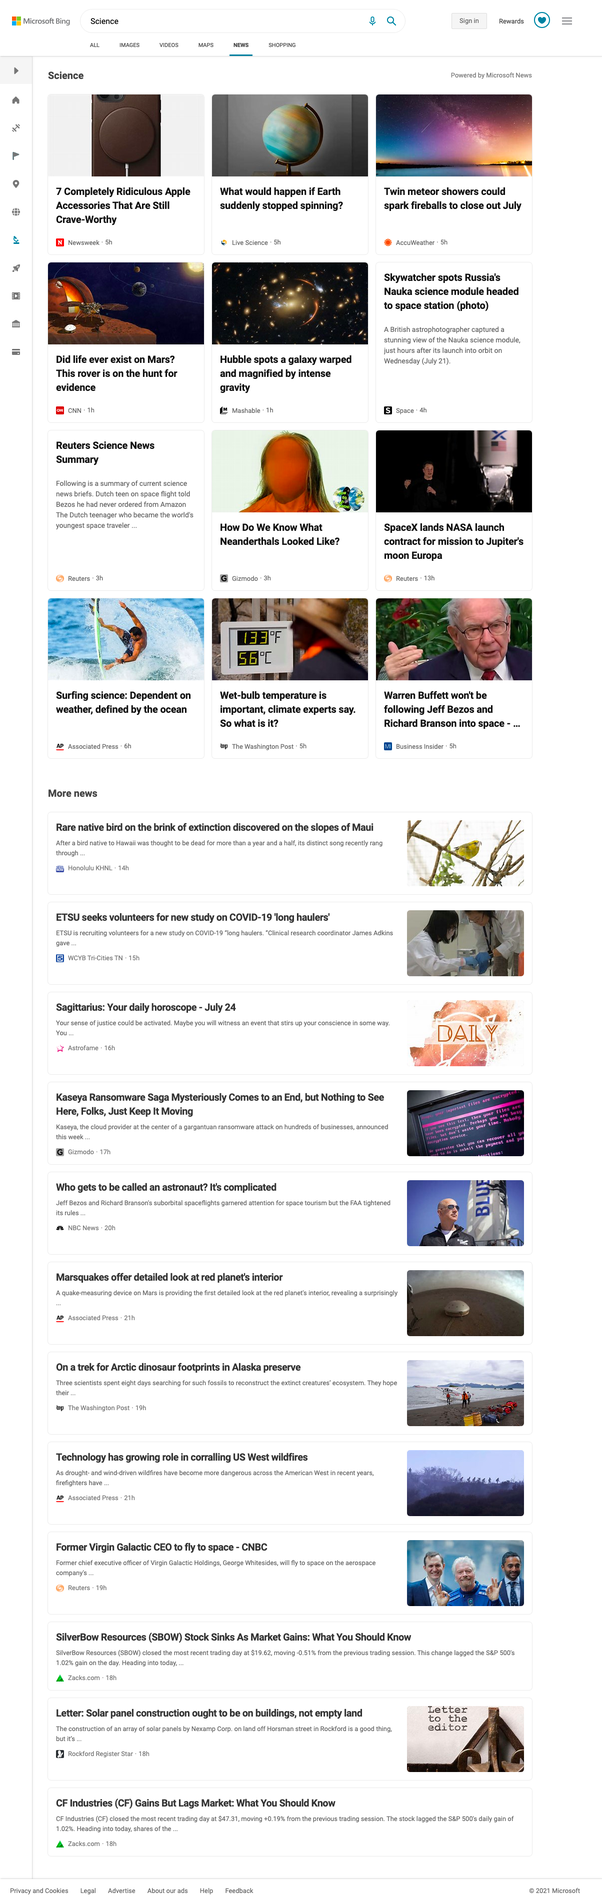 Microsoft Bing
Science
Sign in
Rewards
ALL IMAGES VIDEOS MAPS NEWS SHOPPING
Science
Powered by Microsoft News
7 Completely Ridiculous Apple
Accessories That Are Still
Crave-Worthy
Newsweek · 5h
What would happen if Earth
suddenly stopped spinning?
Live Science · 5h
Twin meteor showers could
spark fireballs to close out July
AccuWeather · 5h
Did life ever exist on Mars?
This rover is on the hunt for
evidence
CNN · 1h
Hubble spots a galaxy warped
and magnified by intense
gravity
Mashable · 1h
Skywatcher spots Russia's
Nauka science module headed
to space station (photo)
A British astrophotographer captured a
stunning view of the Nauka science module,
just hours after its launch into orbit on
Wednesday (July 21).
Space · 4h
Reuters Science News
Summary
Following is a summary of current science
news briefs. Dutch teen on space flight told
Bezos he had never ordered from Amazon
The Dutch teenager who became the world's
youngest space traveler ...
Reuters · 3h
How Do We Know What
Neanderthals Looked Like?
Gizmodo · 3h
SpaceX lands NASA launch
contract for mission to Jupiter's
moon Europa
Reuters · 13h
Surfing science: Dependent on
weather, defined by the ocean
Associated Press · 6h
133°F
56°C
Wet-bulb temperature is
important, climate experts say.
So what is it?
The Washington Post · 5h
Warren Buffett won't be
following Jeff Bezos and
Richard Branson into space - ...
Business Insider · 5h
More news
Rare native bird on the brink of extinction discovered on the slopes of Maui
After a bird native to Hawaii was thought to be dead for more than a year and a half, its distinct song recently rang
through ...
Honolulu KHNL · 14h
ETSU seeks volunteers for new study on COVID-19 'long haulers'
ETSU is recruiting volunteers for a new study on COVID-19 "long haulers. "Clinical research coordinator James Adkins
gave ...
WCYB Tri-Cities TN · 15h
Sagittarius: Your daily horoscope - July 24
Your sense of justice could be activated. Maybe you will witness an event that stirs up your conscience in some way.
You ...
Astrofame · 16h
DAILY
Kaseya Ransomware Saga Mysteriously Comes to an End, but Nothing to See
Here, Folks, Just Keep It Moving
Kaseya, the cloud provider at the center of a gargantuan ransomware attack on hundreds of businesses, announced
this week ...
Gizmodo · 17h
Who gets to be called an astronaut? It's complicated
Jeff Bezos and Richard Branson's suborbital spaceflights garnered attention for space tourism but the FAA tightened
its rules ...
NBC News · 20h
BLUE
Marsquakes offer detailed look at red planet's interior
A quake-measuring device on Mars is providing the first detailed look at the red planet's interior, revealing a surprisingly
...
Associated Press · 21h
On a trek for Arctic dinosaur footprints in Alaska preserve
Three scientists spent eight days searching for such fossils to reconstruct the extinct creatures' ecosystem. They hope
their ...
The Washington Post · 19h
Technology has growing role in corralling US West wildfires
As drought- and wind-driven wildfires have become more dangerous across the American West in recent years,
firefighters have ...
Associated Press · 21h
Former Virgin Galactic CEO to fly to space - CNBC
Former chief executive officer of Virgin Galactic Holdings, George Whitesides, will fly to space on the aerospace
company's ...
Reuters · 19h
SilverBow Resources (SBOW) Stock Sinks As Market Gains: What You Should Know
SilverBow Resources (SBOW) closed the most recent trading day at $19.62, moving -0.51% from the previous trading session. This change lagged the S&P 500's
1.02% gain on the day. Heading into today, ...
Zacks.com · 18h
Letter: Solar panel construction ought to be on buildings, not empty land
The construction of an array of solar panels by Nexamp Corp. on land off Horsman street in Rockford is a good thing,
but it's ...
Rockford Register Star · 18h
Letter
to the
editor
CF Industries (CF) Gains But Lags Market: What You Should Know
CF Industries (CF) closed the most recent trading day at $47.31, moving +0.19% from the previous trading session. The stock lagged the S&P 500's daily gain of
1.02%. Heading into today, shares of the ...
Zacks.com · 18h
Privacy and Cookies Legal Advertise About our ads Help Feedback
© 2021 Microsoft